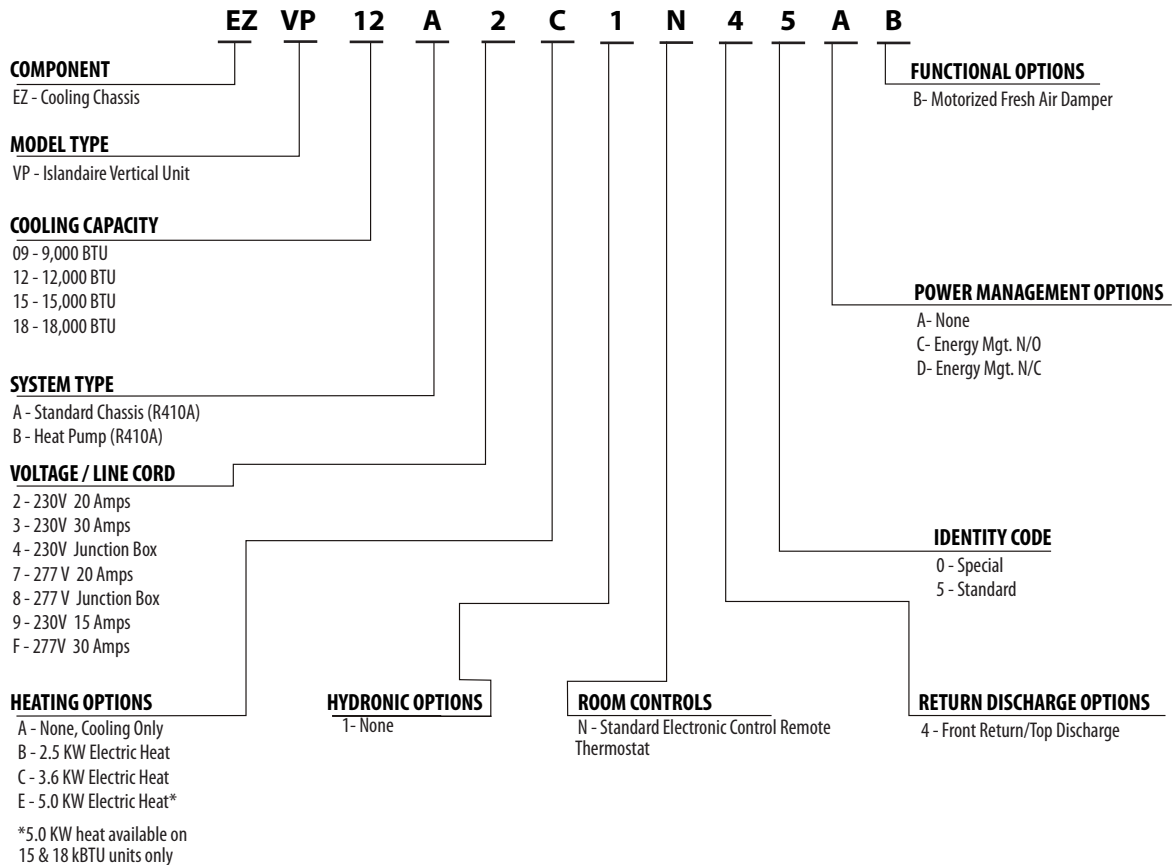 EZ VP 12 A 2 C 1 N 4 5 A B
COMPONENT
EZ - Cooling Chassis
MODEL TYPE
VP - Islandaire Vertical Unit
COOLING CAPACITY
09 - 9,000 BTU
12 - 12,000 BTU
15 - 15,000 BTU
18 - 18,000 BTU
SYSTEM TYPE
A - Standard Chassis (R410A)
B - Heat Pump (R410A)
VOLTAGE / LINE CORD
2 - 230V 20 Amps
3 - 230V 30 Amps
4 - 230V Junction Box
7 - 277 V 20 Amps
8 - 277 V Junction Box
9 - 230V 15 Amps
F - 277V 30 Amps
HEATING OPTIONS
A - None, Cooling Only
B - 2.5 KW Electric Heat
C - 3.6 KW Electric Heat
E - 5.0 KW Electric Heat*
*5.0 KW heat available on
15 & 18 kBTU units only
HYDRONIC OPTIONS
1- None
ROOM CONTROLS
N - Standard Electronic Control Remote
Thermostat
RETURN DISCHARGE OPTIONS
4 - Front Return/Top Discharge
IDENTITY CODE
0 - Special
5 - Standard
POWER MANAGEMENT OPTIONS
A- None
C- Energy Mgt. N/O
D- Energy Mgt. N/C
FUNCTIONAL OPTIONS
B- Motorized Fresh Air Damper